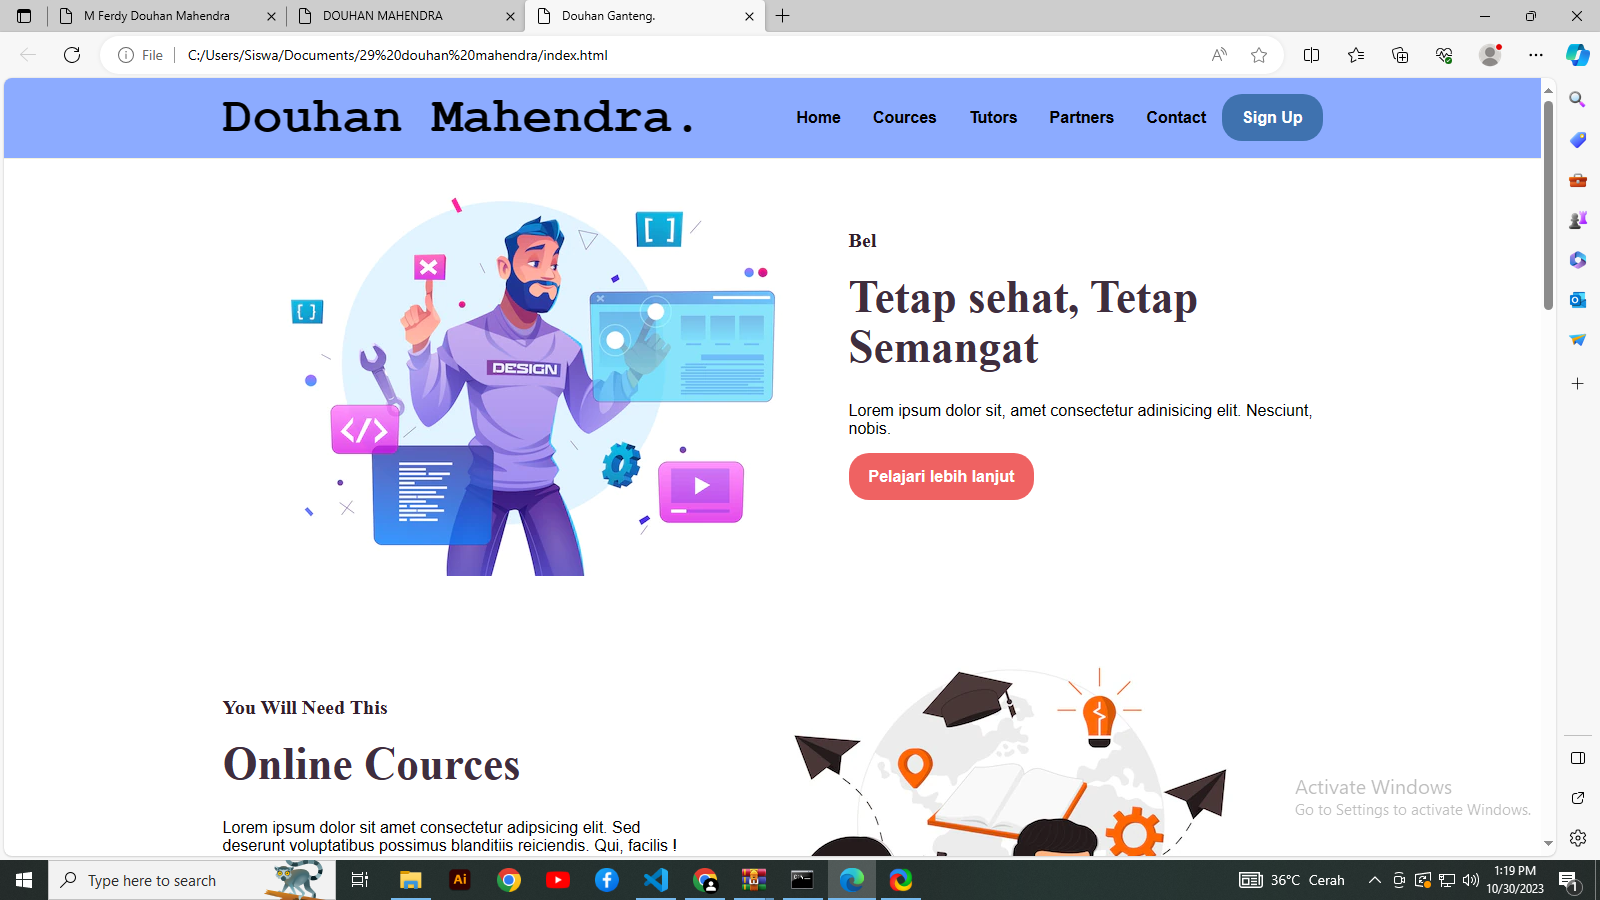 M Ferdy Douhan Mahendra
DOUHAN MAHENDRA
Douhan Ganteng.
File
C:/Users/Siswa/Documents/29%20douhan%20mahendra/index.html
Douhan Mahendra.
Home
Cources
Tutors
Partners
Contact
Sign Up
[ ]
{ }
DESIGN
</>
Bel
Tetap sehat, Tetap
Semangat
Lorem ipsum dolor sit, amet consectetur adinisicing elit. Nesciunt,
nobis.
Pelajari lebih lanjut
You Will Need This
Online Cources
Lorem ipsum dolor sit amet consectetur adipsicing elit. Sed
deserunt voluptatibus possimus blanditiis reiciendis. Qui, facilis !
Activate Windows
Go to Settings to activate Windows.
Type here to search
Ai
36°C Cerah
1:19 PM
10/30/2023
1